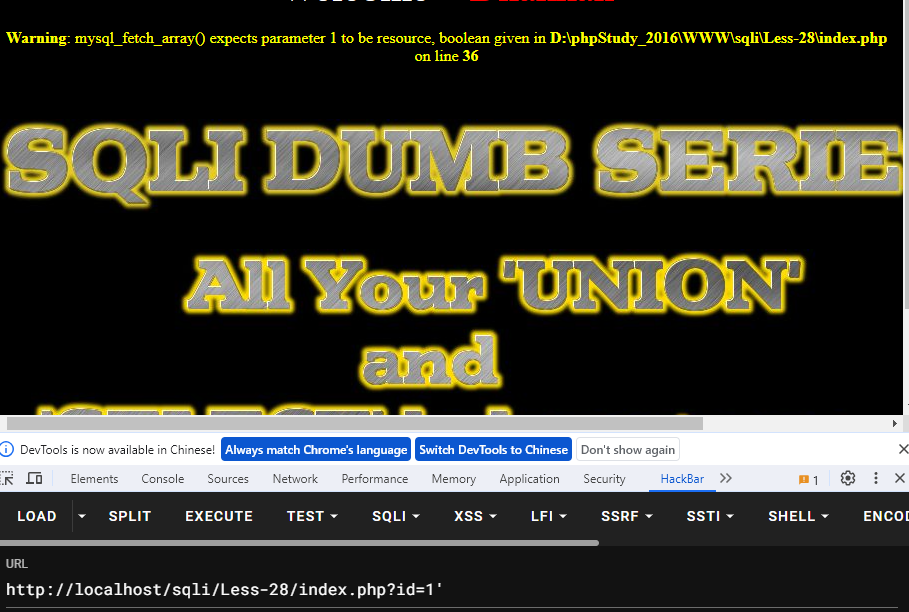 Warning: mysql_fetch_array() expects parameter 1 to be resource, boolean given in D:\phpStudy_2016\WWW\sqli\Less-28\index.php
on line 36
SQLI DUMB SERIE
All Your 'UNION'
and
DevTools is now available in Chinese! Always match Chrome's language Switch DevTools to Chinese Don't show again
Elements Console Sources Network Performance Memory Application Security HackBar 1
LOAD SPLIT EXECUTE TEST SQLI XSS LFI SSRF SSTI SHELL ENCOD
URL
http://localhost/sqli/Less-28/index.php?id=1'